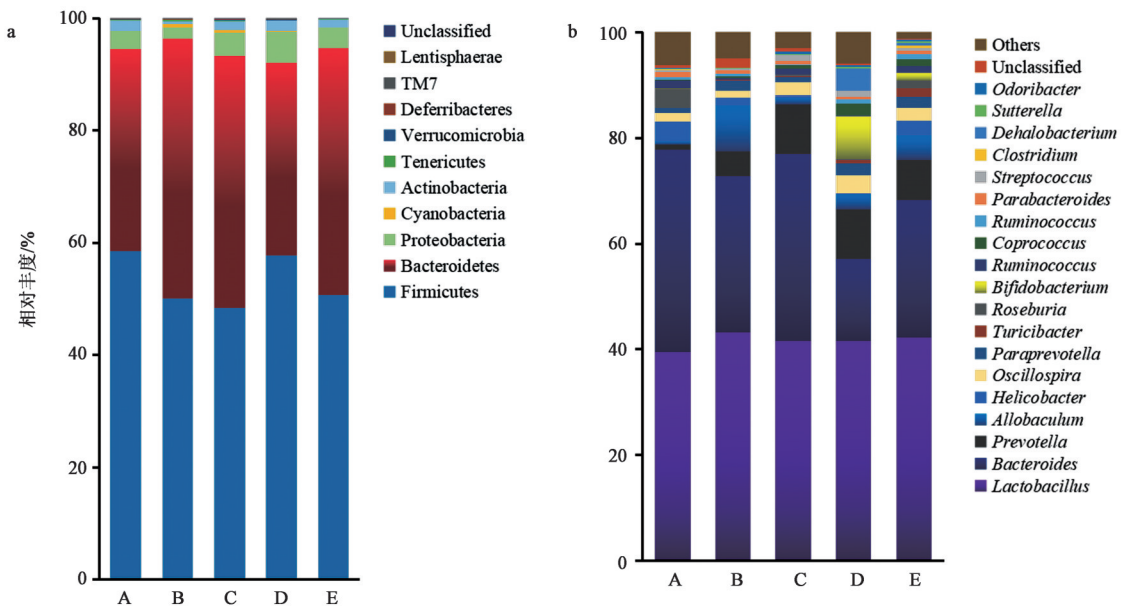 a
相对丰度/%
100
80
60
40
20
0
A B C D E
Unclassified
Lentisphaerae
TM7
Deferribacteres
Verrucomicrobia
Tenericutes
Actinobacteria
Cyanobacteria
Proteobacteria
Bacteroidetes
Firmicutes
b
100
80
60
40
20
0
A B C D E
Others
Unclassified
Odoribacter
Sutterella
Dehalobacterium
Clostridium
Streptococcus
Parabacteroides
Ruminococcus
Coprococcus
Ruminococcus
Bifidobacterium
Roseburia
Turicibacter
Paraprevotella
Oscillospira
Helicobacter
Allobaculum
Prevotella
Bacteroides
Lactobacillus